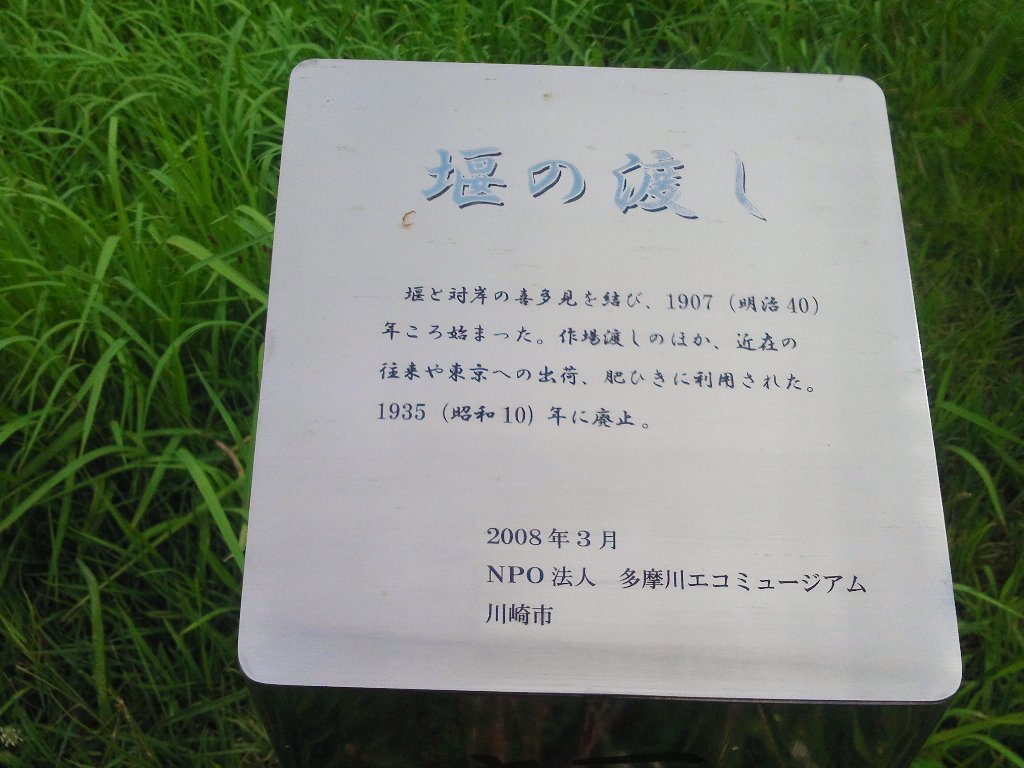 堰の渡し
堰と対岸の喜多見を結び、1907（明治40）
年ころ始まった。作場渡しのほか、近在の
往来や東京への出荷、肥ひきに利用された。
1935（昭和10）年に廃止。
2008年3月
NPO法人　多摩川エコミュージアム
川崎市